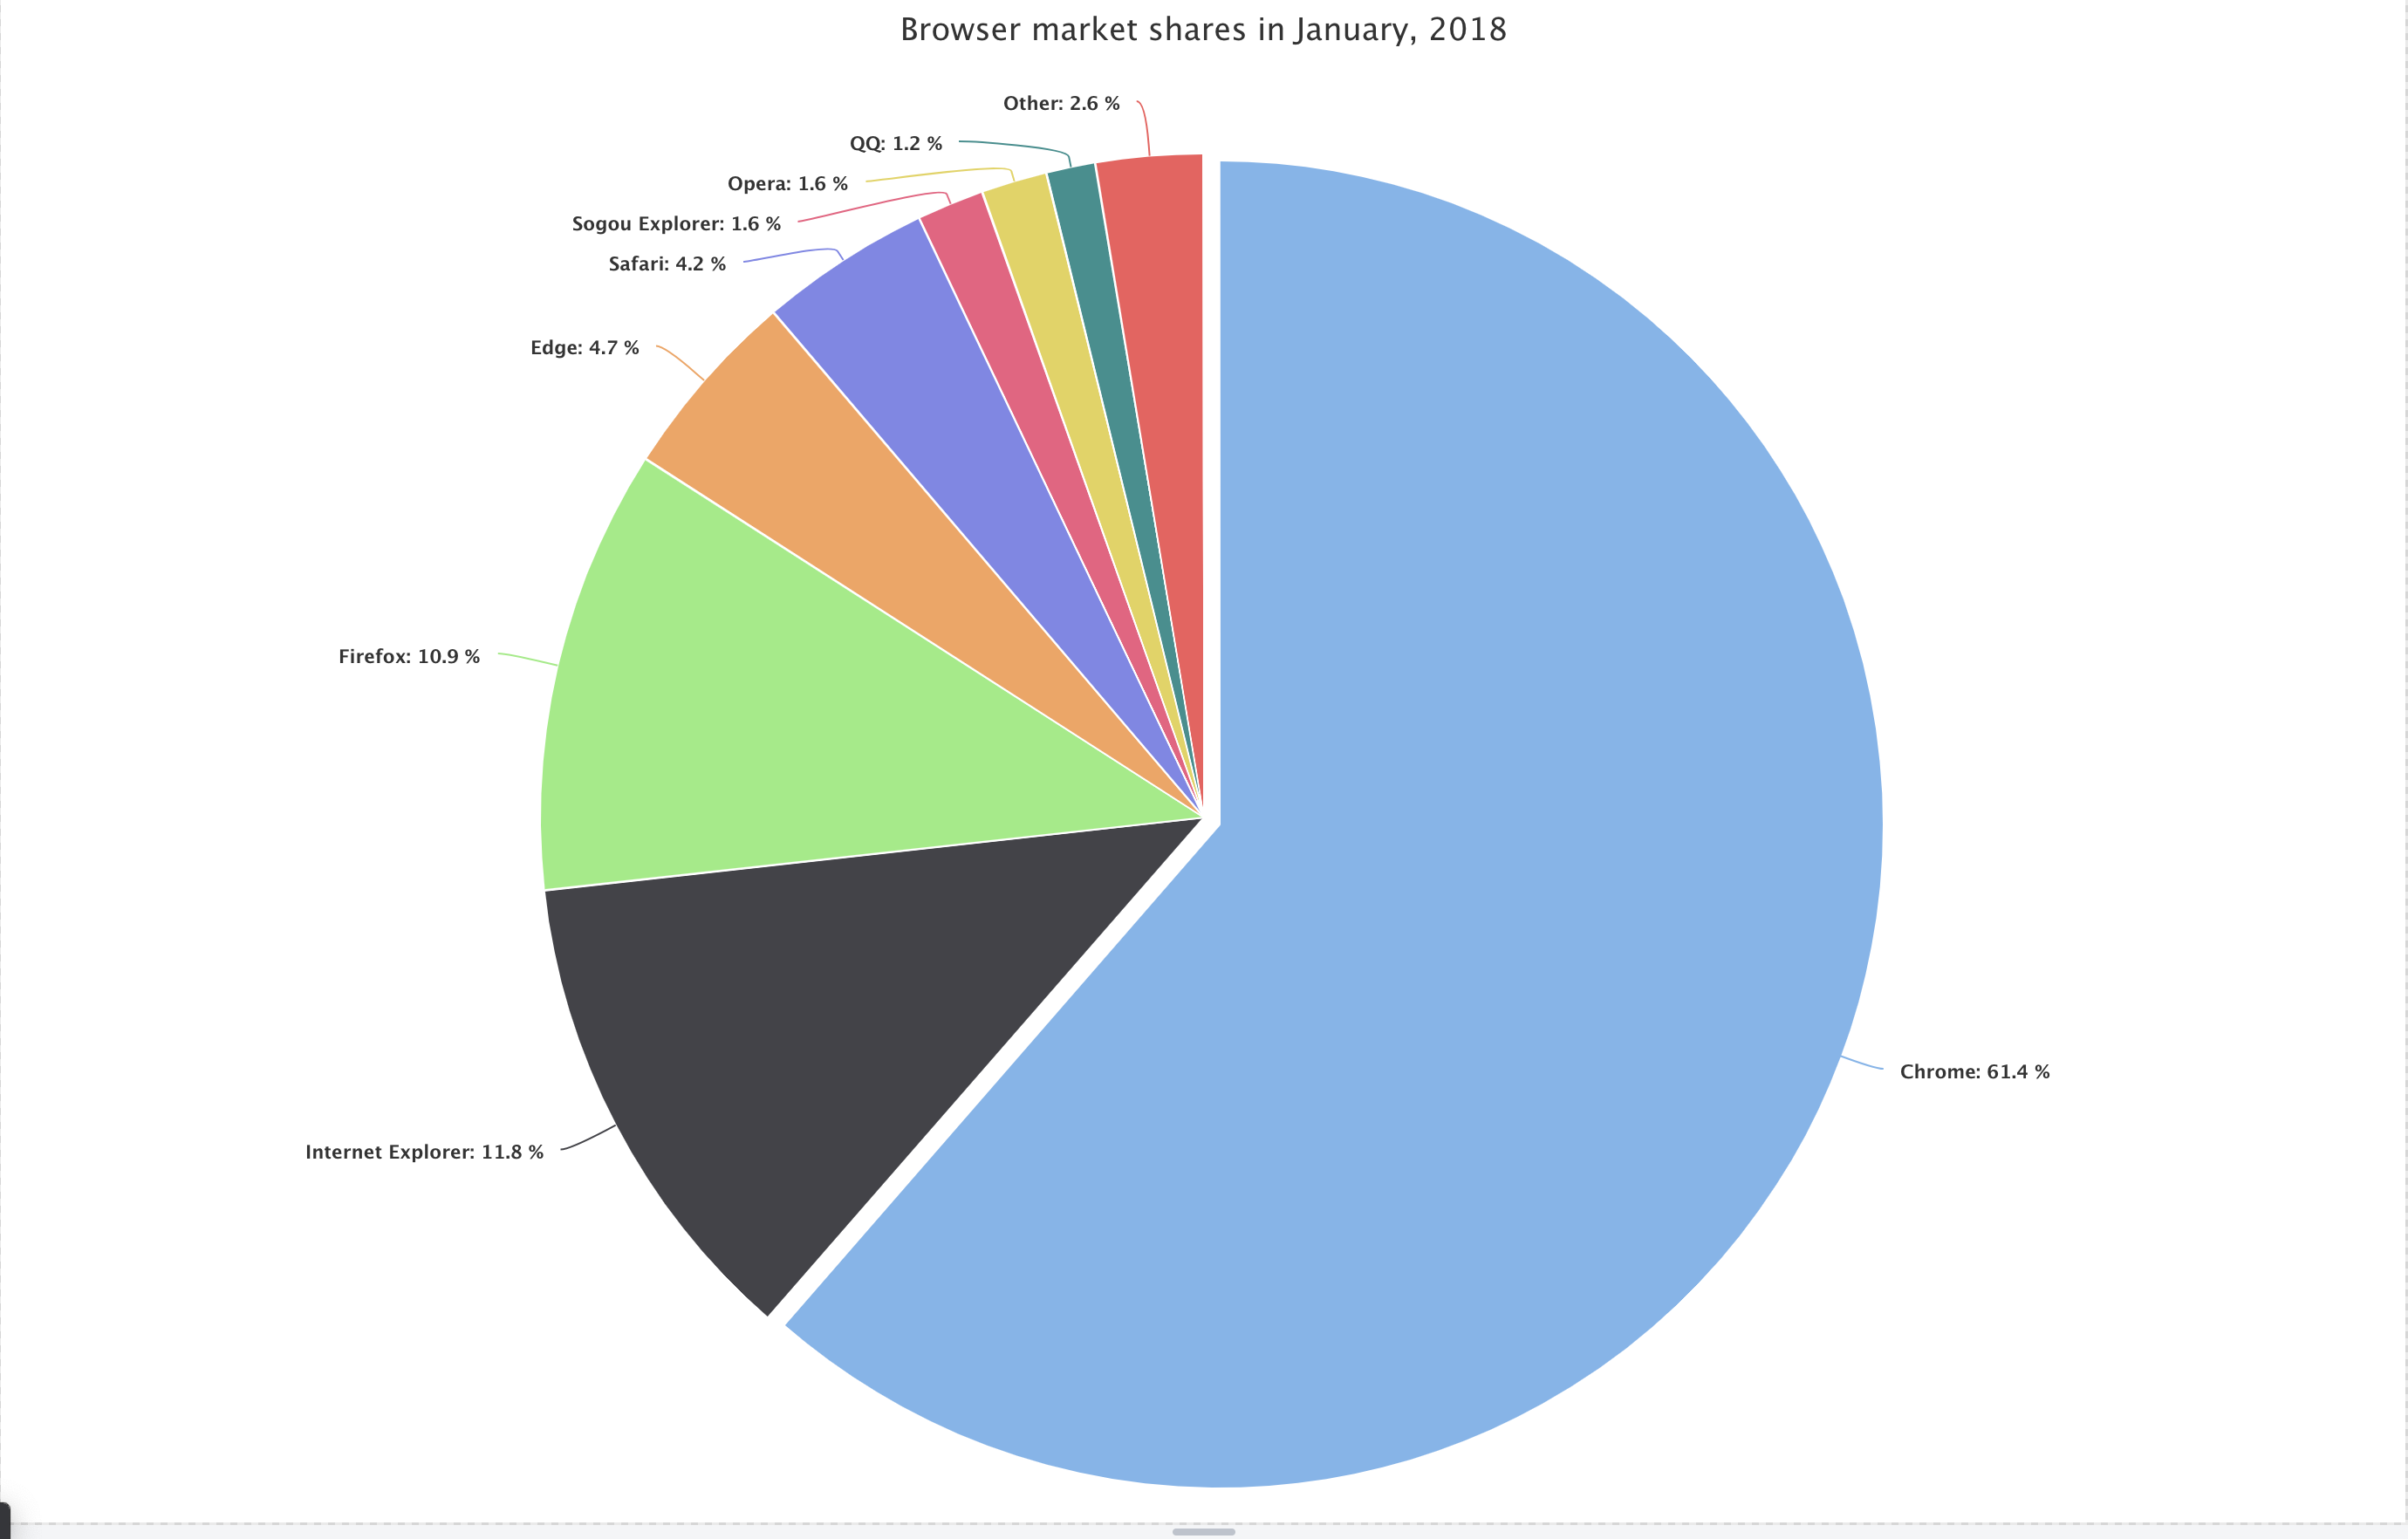 Browser market shares in January, 2018
Other: 2.6 %
QQ: 1.2 %
Opera: 1.6 %
Sogou Explorer: 1.6 %
Safari: 4.2 %
Edge: 4.7 %
Firefox: 10.9 %
Chrome: 61.4 %
Internet Explorer: 11.8 %